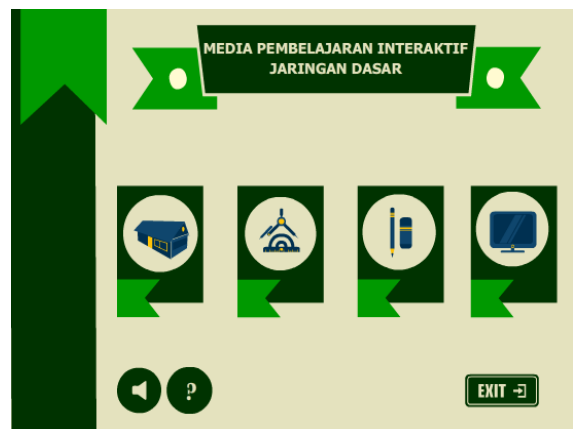 MEDIA PEMBELAJARAN INTERAKTIF
JARINGAN DASAR
?
EXIT